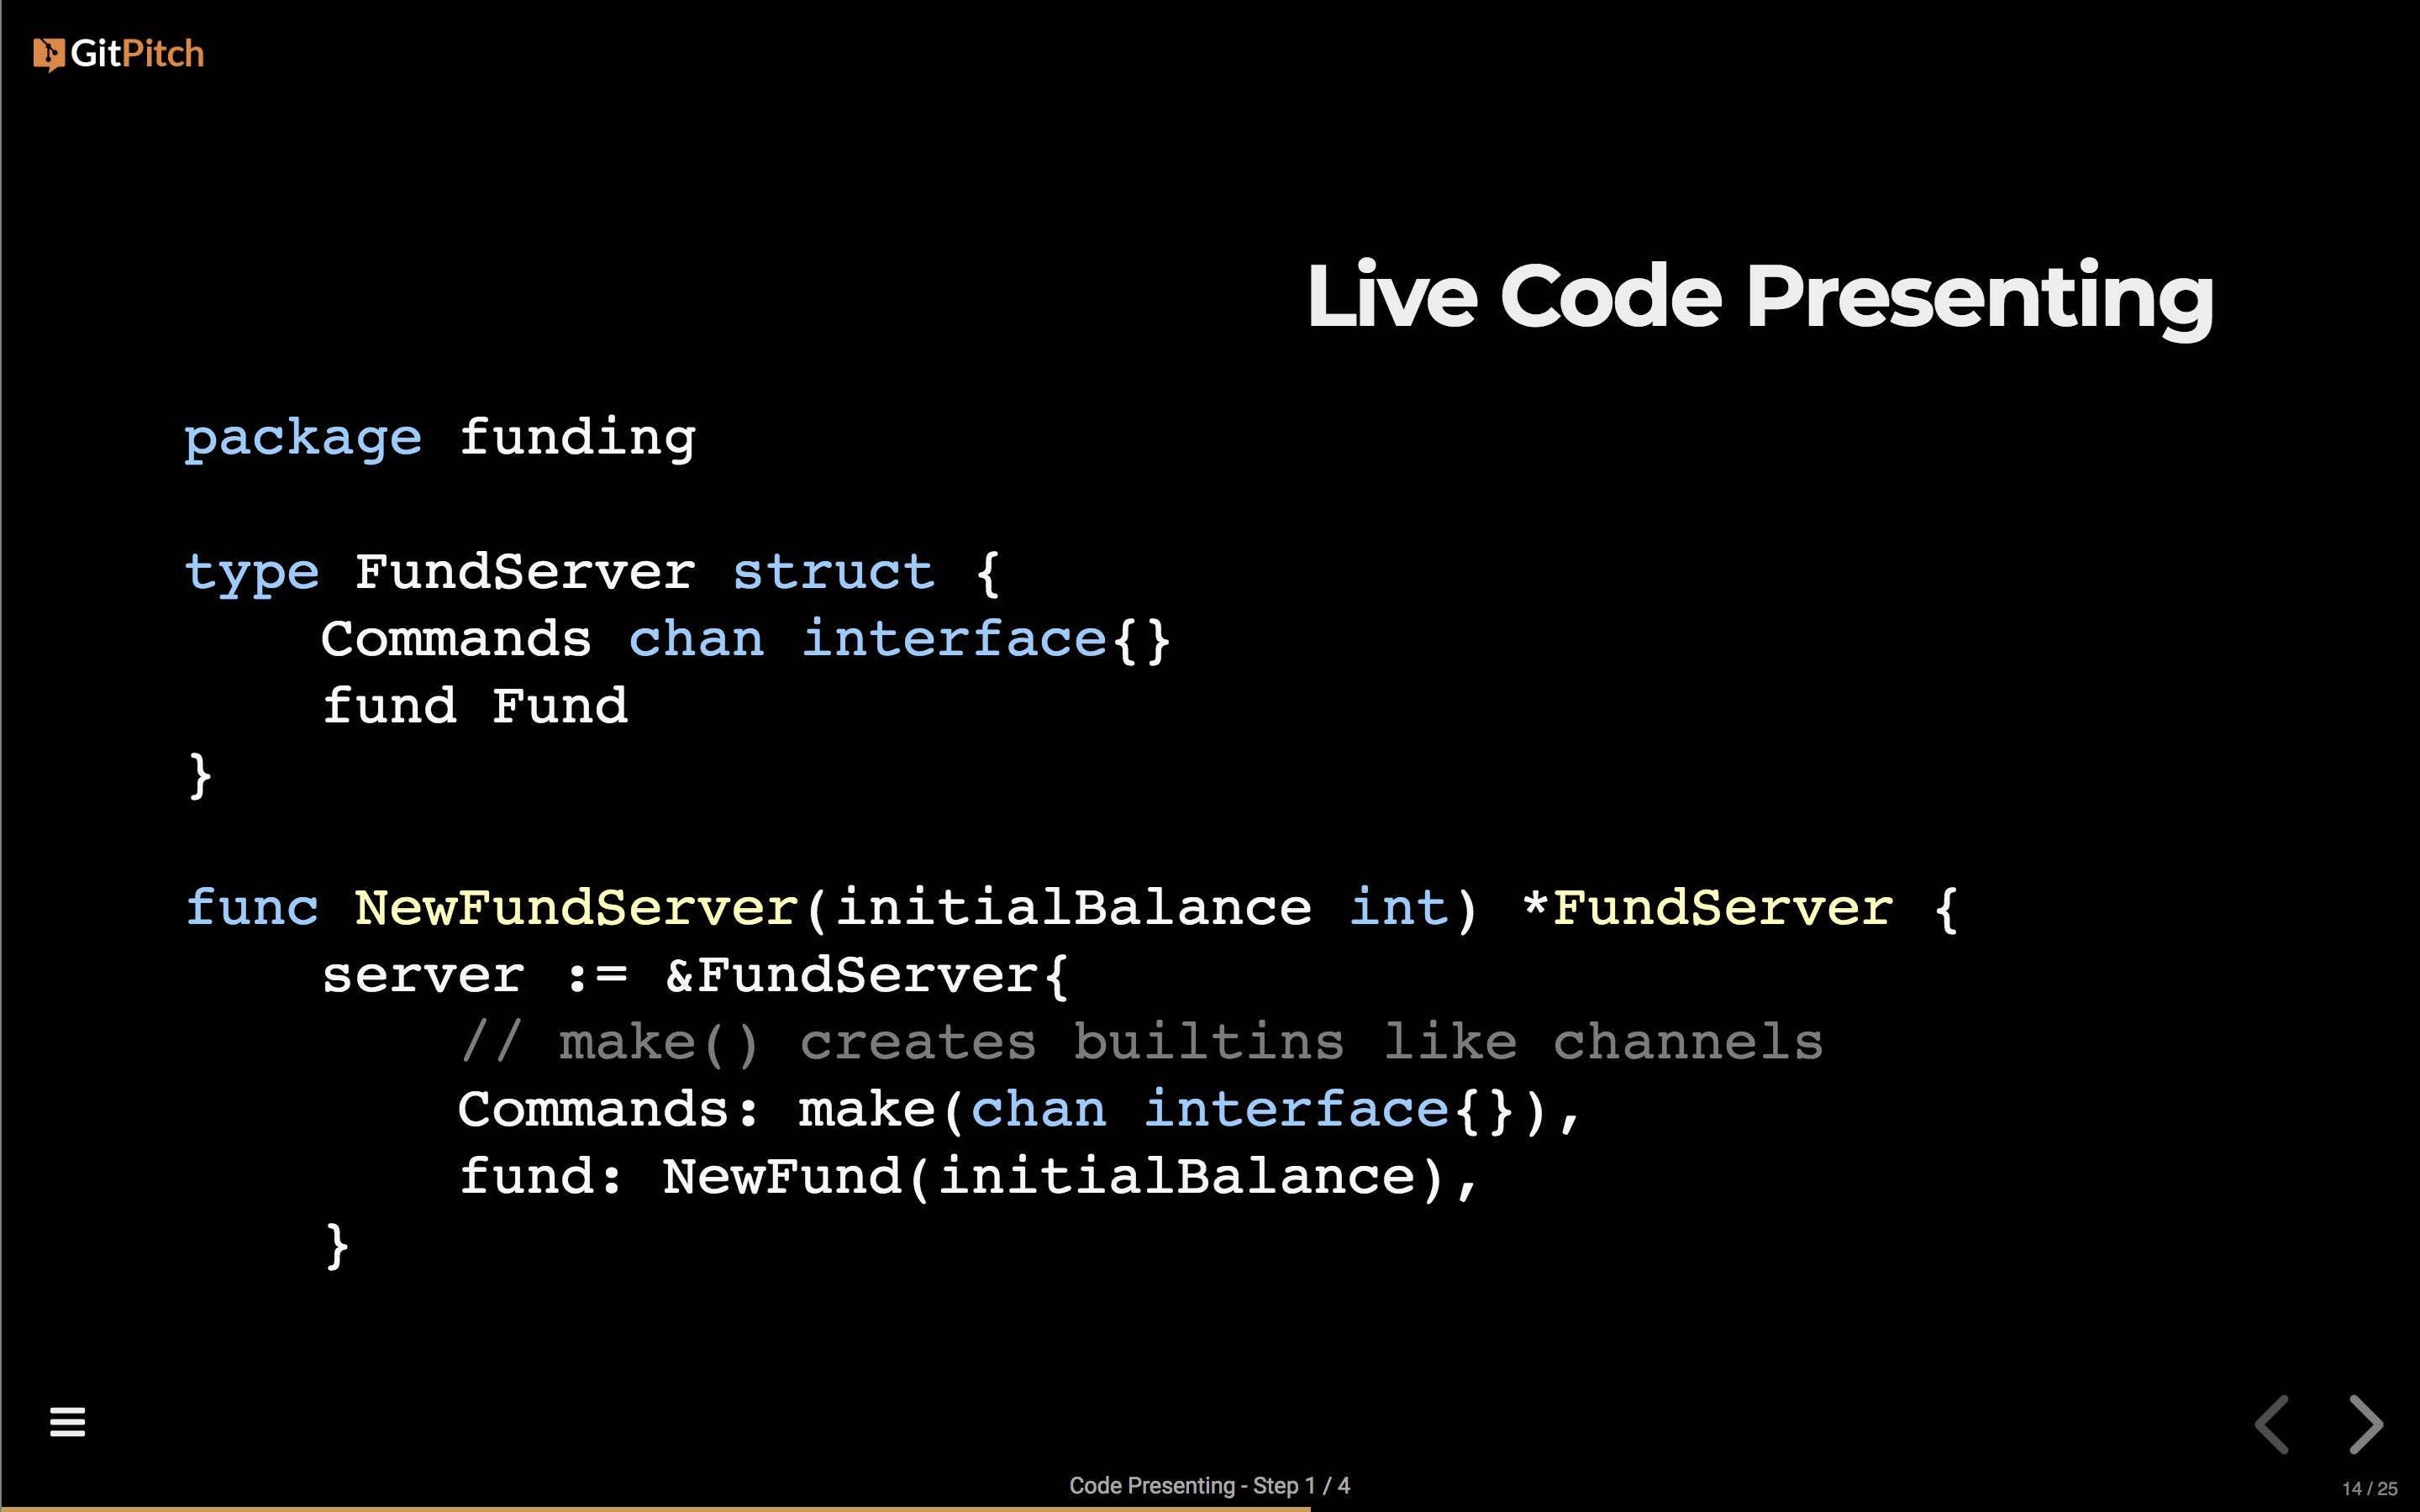 GitPitch
Live Code Presenting
package funding
type FundServer struct {
    Commands chan interface{}
    fund Fund
}
func NewFundServer(initialBalance int) *FundServer {
    server := &FundServer{
        // make() creates builtins like channels
        Commands: make(chan interface{}),
        fund: NewFund(initialBalance),
    }
Code Presenting - Step 1 / 4
14 / 25